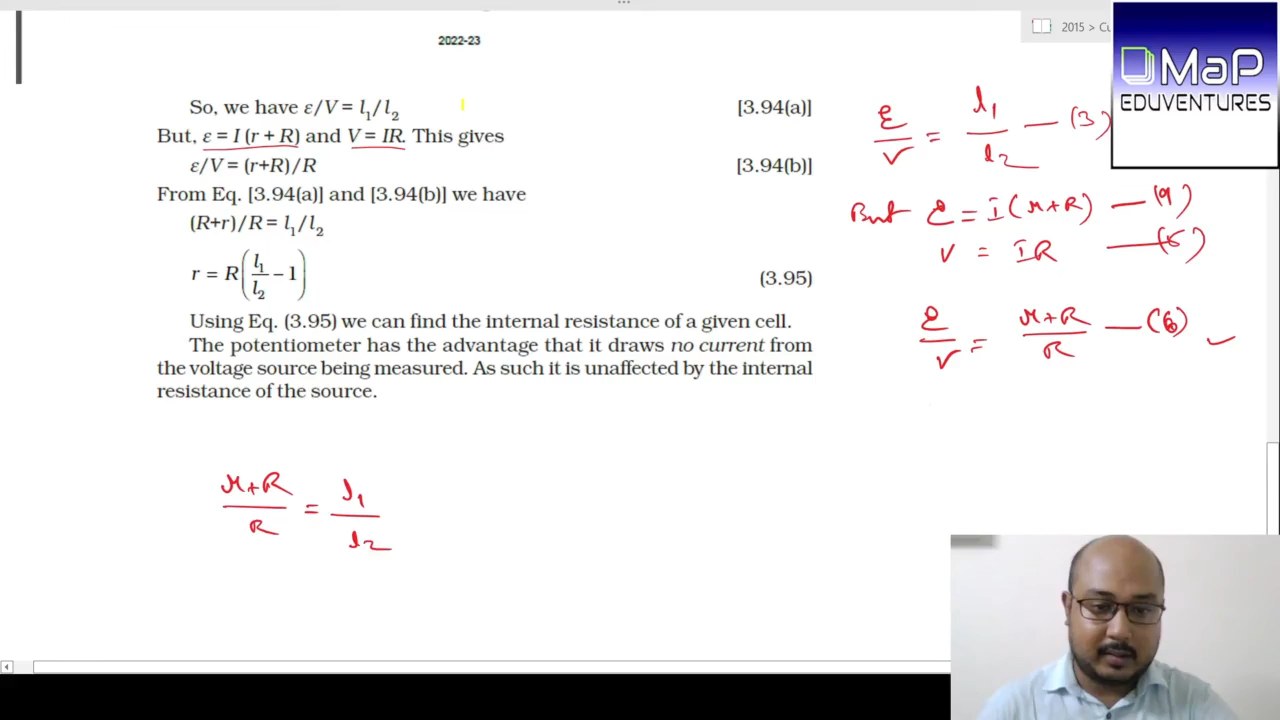 2022-23
2015 > Cu
MaP
EDUVENTURES
So, we have ε/V = l₁/l₂ [3.94(a)]
But, ε = I (r + R) and V = IR. This gives
ε/V = (r+R)/R [3.94(b)]
From Eq. [3.94(a)] and [3.94(b)] we have
(R+r)/R = l₁/l₂
r = R(l₁/l₂ − 1) (3.95)
Using Eq. (3.95) we can find the internal resistance of a given cell.
The potentiometer has the advantage that it draws no current from
the voltage source being measured. As such it is unaffected by the internal
resistance of the source.
ε/V = l₁/l₂ — (3)
But ε = I(r+R) — (4)
V = IR — (5)
ε/V = r+R/R — (6)
r+R/R = l₁/l₂